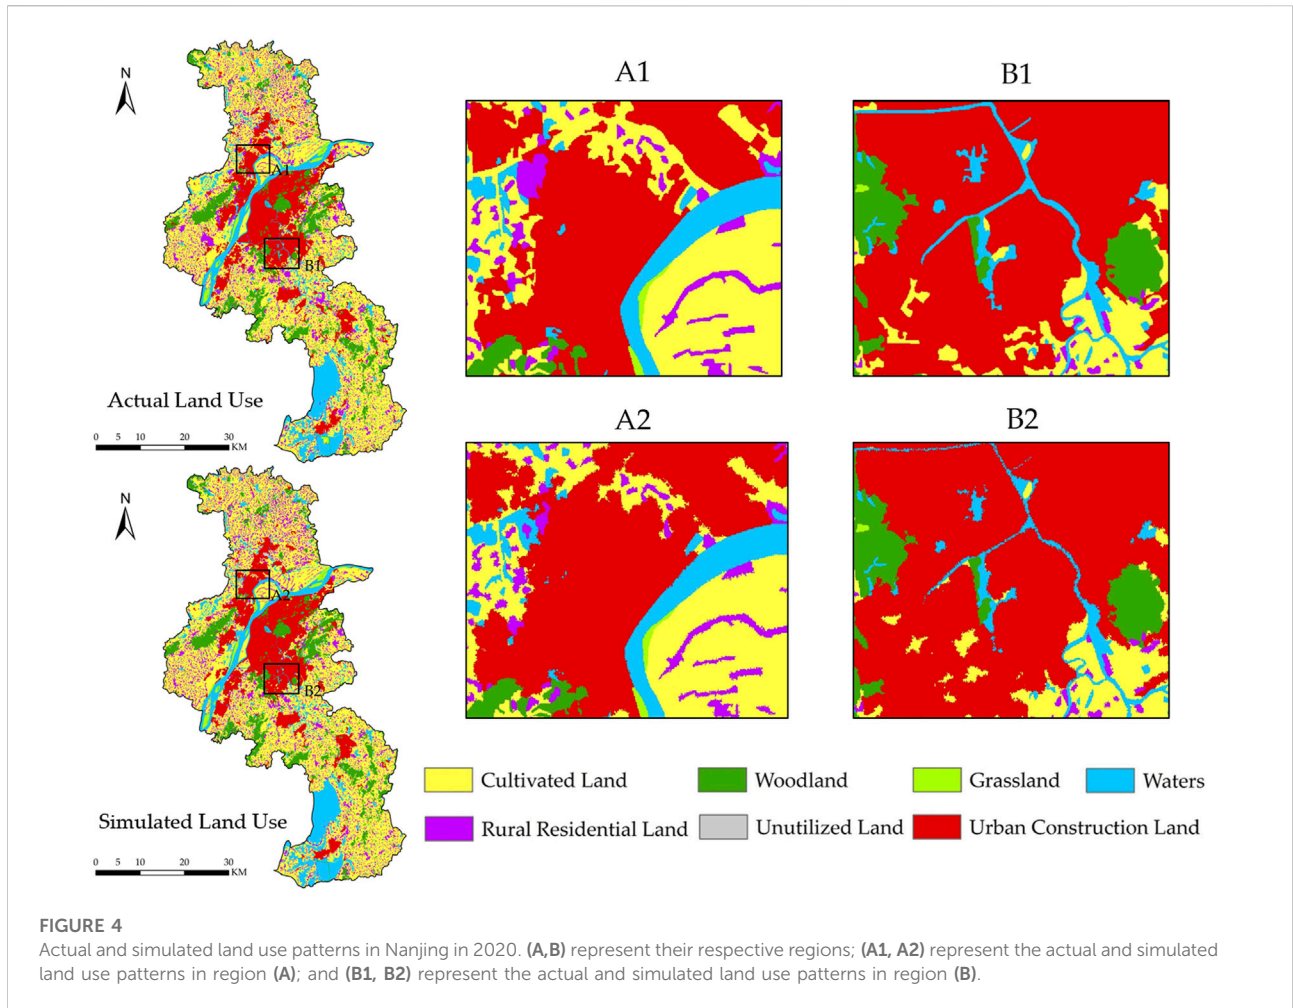 N
A1
B1
Actual Land Use
0 5 10 20 30
KM
A1
B1
N
A2
B2
Simulated Land Use
0 5 10 20 30
KM
A2
B2
Cultivated Land Woodland Grassland Waters
Rural Residential Land Unutilized Land Urban Construction Land
FIGURE 4
Actual and simulated land use patterns in Nanjing in 2020. (A,B) represent their respective regions; (A1, A2) represent the actual and simulated
land use patterns in region (A); and (B1, B2) represent the actual and simulated land use patterns in region (B).